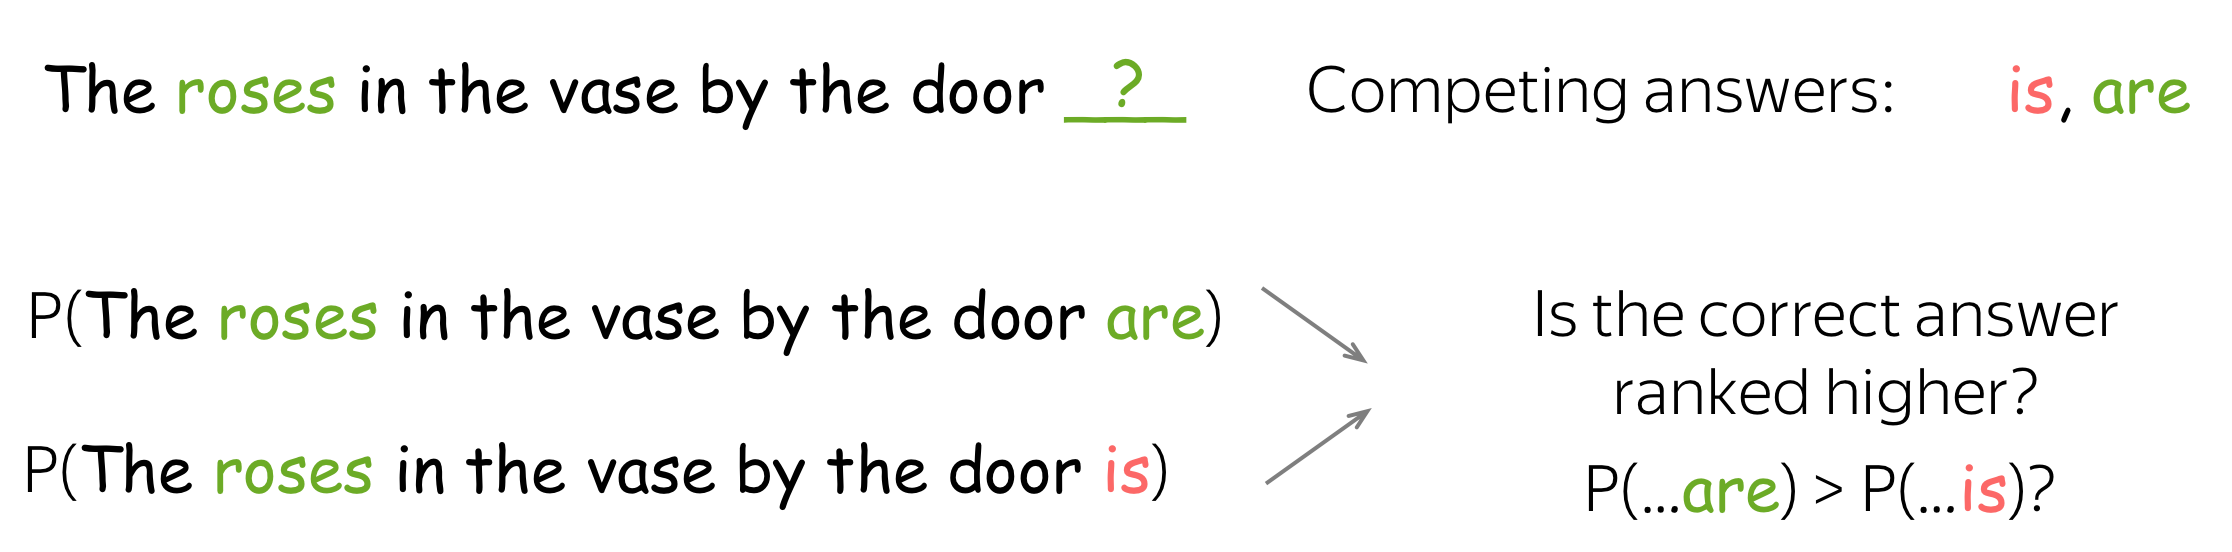 The roses in the vase by the door ? Competing answers: is, are
P(The roses in the vase by the door are)
Is the correct answer
ranked higher?
P(The roses in the vase by the door is)
P(...are) > P(...is)?